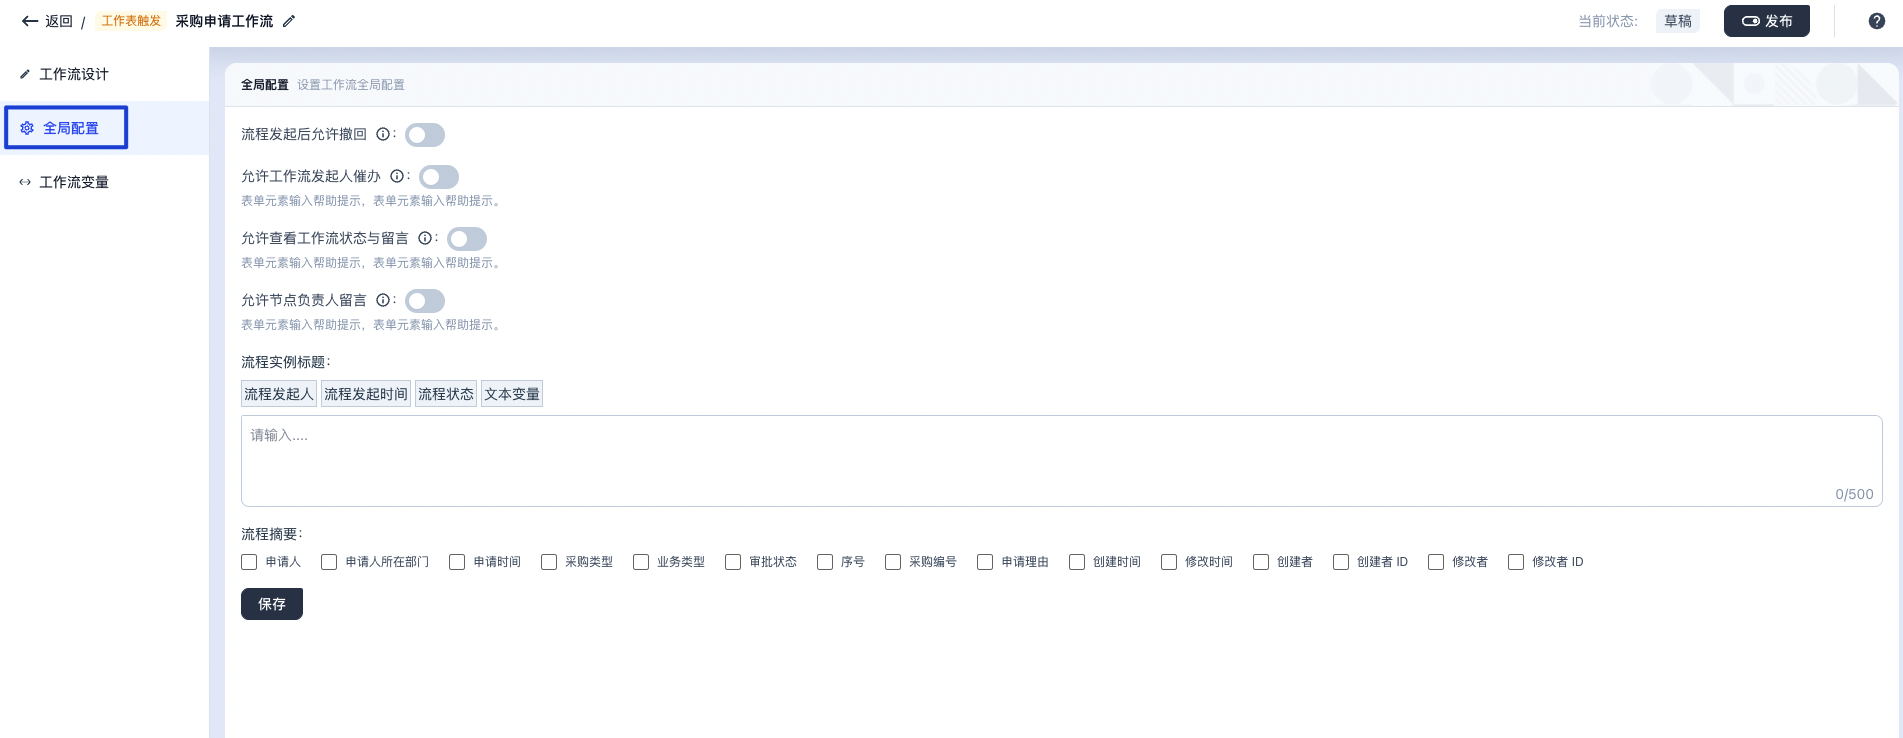 返回 / 工作表触发 采购申请工作流 当前状态: 草稿 发布
工作流设计
全局配置
工作流变量
全局配置 设置工作流全局配置
流程发起后允许撤回 :
允许工作流发起人催办 :
表单元素输入帮助提示，表单元素输入帮助提示。
允许查看工作流状态与留言 :
表单元素输入帮助提示，表单元素输入帮助提示。
允许节点负责人留言 :
表单元素输入帮助提示，表单元素输入帮助提示。
流程实例标题:
流程发起人 流程发起时间 流程状态 文本变量
请输入....
0/500
流程摘要:
申请人 申请人所在部门 申请时间 采购类型 业务类型 审批状态 序号 采购编号 申请理由 创建时间 修改时间 创建者 创建者 ID 修改者 修改者 ID
保存